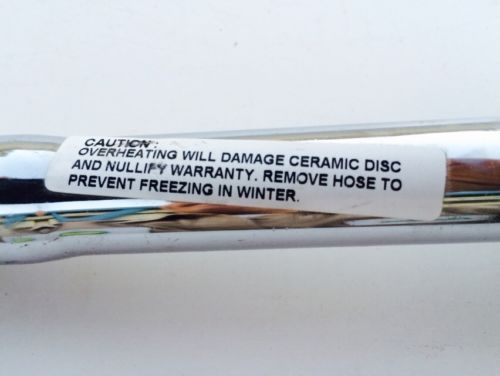 CAUTION:
OVERHEATING WILL DAMAGE CERAMIC DISC
AND NULLIFY WARRANTY. REMOVE HOSE TO
PREVENT FREEZING IN WINTER.